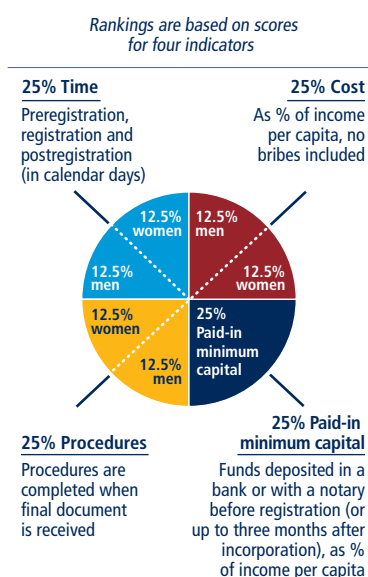 Rankings are based on scores
for four indicators
25% Time
Preregistration,
registration and
postregistration
(in calendar days)
25% Cost
As % of income
per capita, no
bribes included
12.5%
women
12.5%
men
12.5%
men
12.5%
women
12.5%
women
12.5%
men
25%
Paid-in
minimum
capital
25% Procedures
Procedures are
completed when
final document
is received
25% Paid-in
minimum capital
Funds deposited in a
bank or with a notary
before registration (or
up to three months after
incorporation), as %
of income per capita